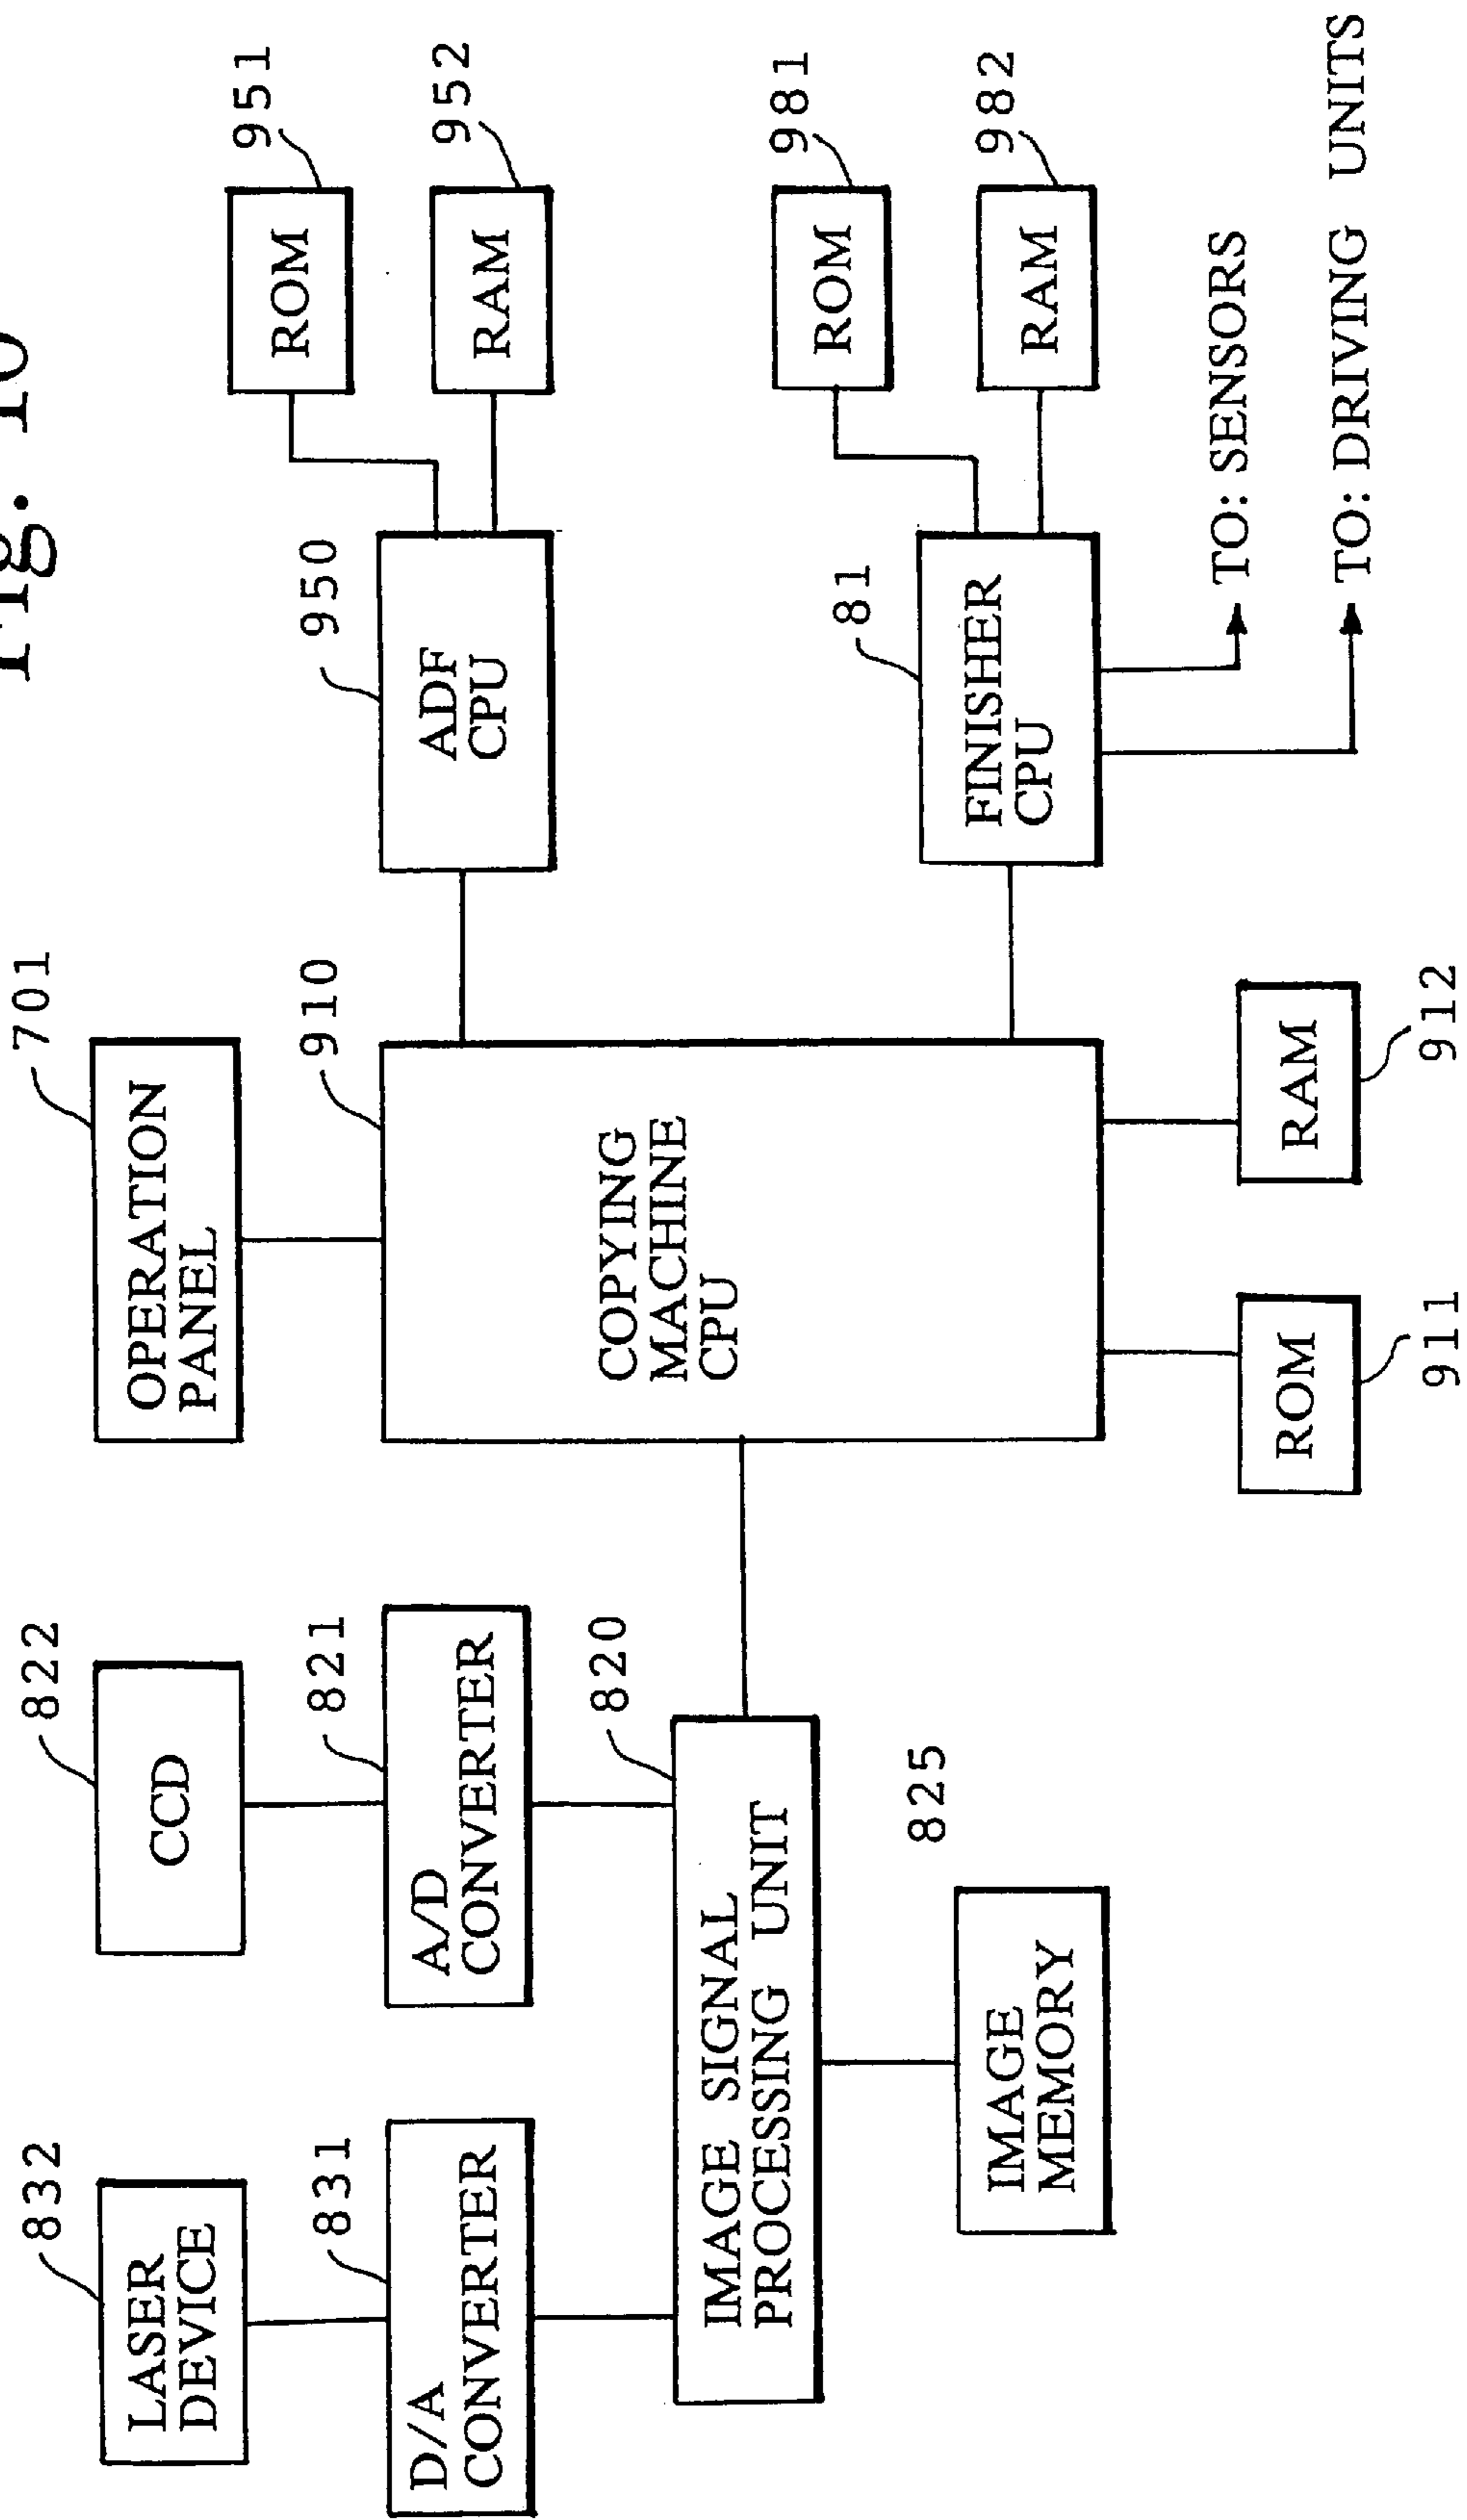 Fig.
832
LASER
DEVICE
822
CCD
701
OPERATION
PANEL
951
ROM
831
D/A
CONVERTER
821
A/D
CONVERTER
910
COPYING
MACHINE
CPU
950
ADF
CPU
952
RAM
820
IMAGE SIGNAL
PROCESSING UNIT
981
ROM
81
FINISHER
CPU
825
IMAGE
MEMORY
982
RAM
ROM
911
RAM
912
TO: SENSORS
TO: DRIVING UNITS